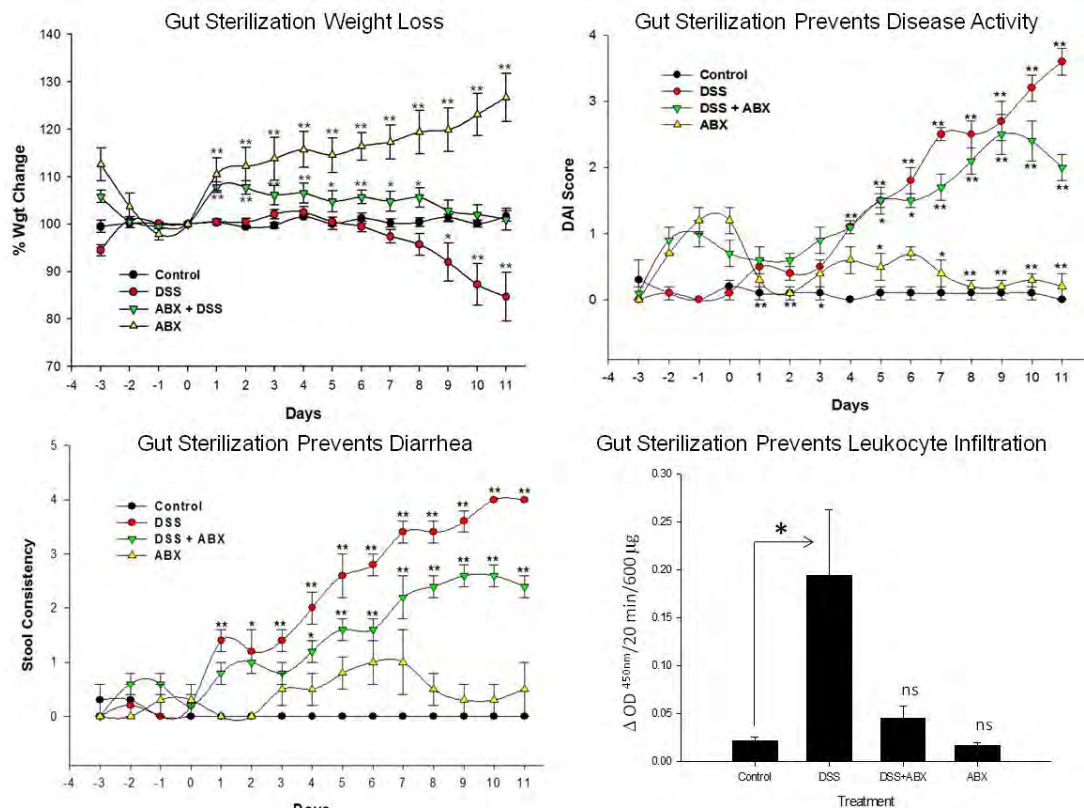 Gut Sterilization Weight Loss
140
130
120
110
100
90
80
70
% Wgt Change
** ** ** ** ** ** ** ** ** ** **
** ** ** ** * ** * *
** **
* ** **
Control
DSS
ABX + DSS
ABX
-4 -3 -2 -1 0 1 2 3 4 5 6 7 8 9 10 11
Days
Gut Sterilization Prevents Disease Activity
4
3
2
1
0
DAI Score
Control
DSS
DSS + ABX
ABX
** ** ** ** ** ** ** **
* * ** ** ** ** **
* * ** ** ** **
** ** *
-4 -3 -2 -1 0 1 2 3 4 5 6 7 8 9 10 11
Days
Gut Sterilization Prevents Diarrhea
5
4
3
2
1
0
Stool Consistency
Control
DSS
DSS + ABX
ABX
** * ** ** ** ** ** ** ** ** **
* ** ** ** ** ** ** **
-4 -3 -2 -1 0 1 2 3 4 5 6 7 8 9 10 11
Gut Sterilization Prevents Leukocyte Infiltration
0.30
0.25
0.20
0.15
0.10
0.05
0.00
Δ OD 450nm/20 min/600 µg
*
ns
ns
Control DSS DSS+ABX ABX
Treatment